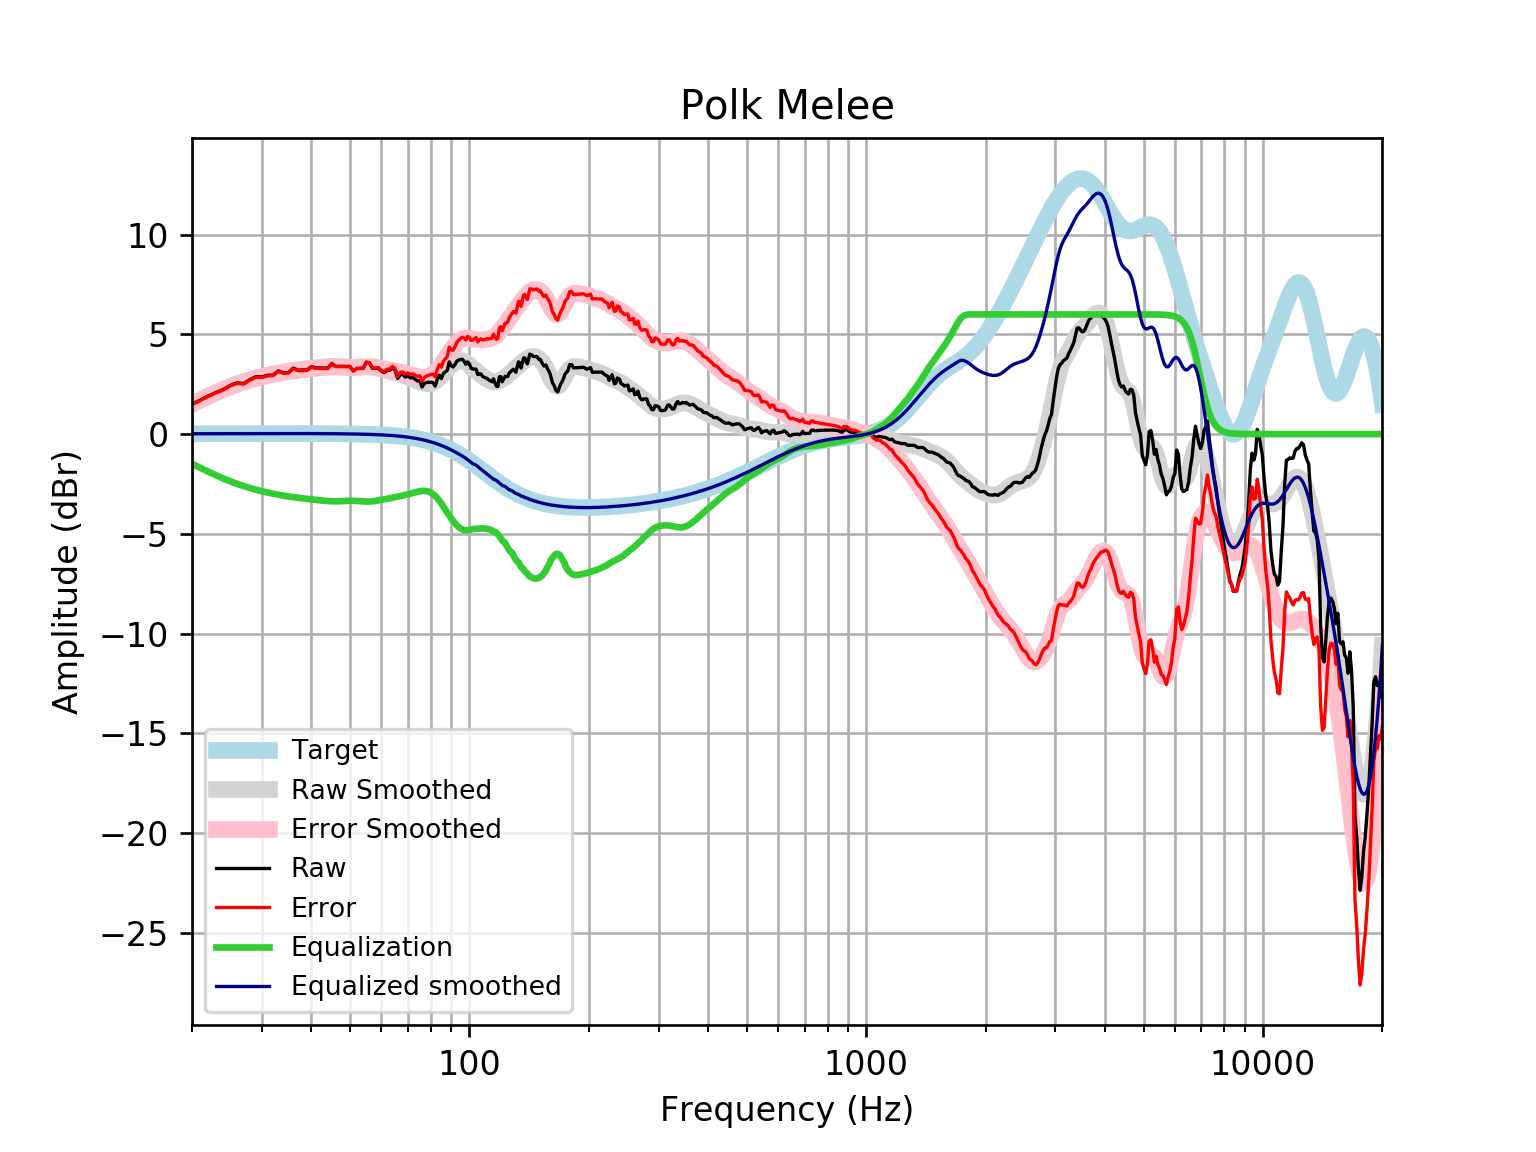 Polk Melee
10
5
0
−5
−10
−15
−20
−25
Amplitude (dBr)
Target
Raw Smoothed
Error Smoothed
Raw
Error
Equalization
Equalized smoothed
100
1000
10000
Frequency (Hz)